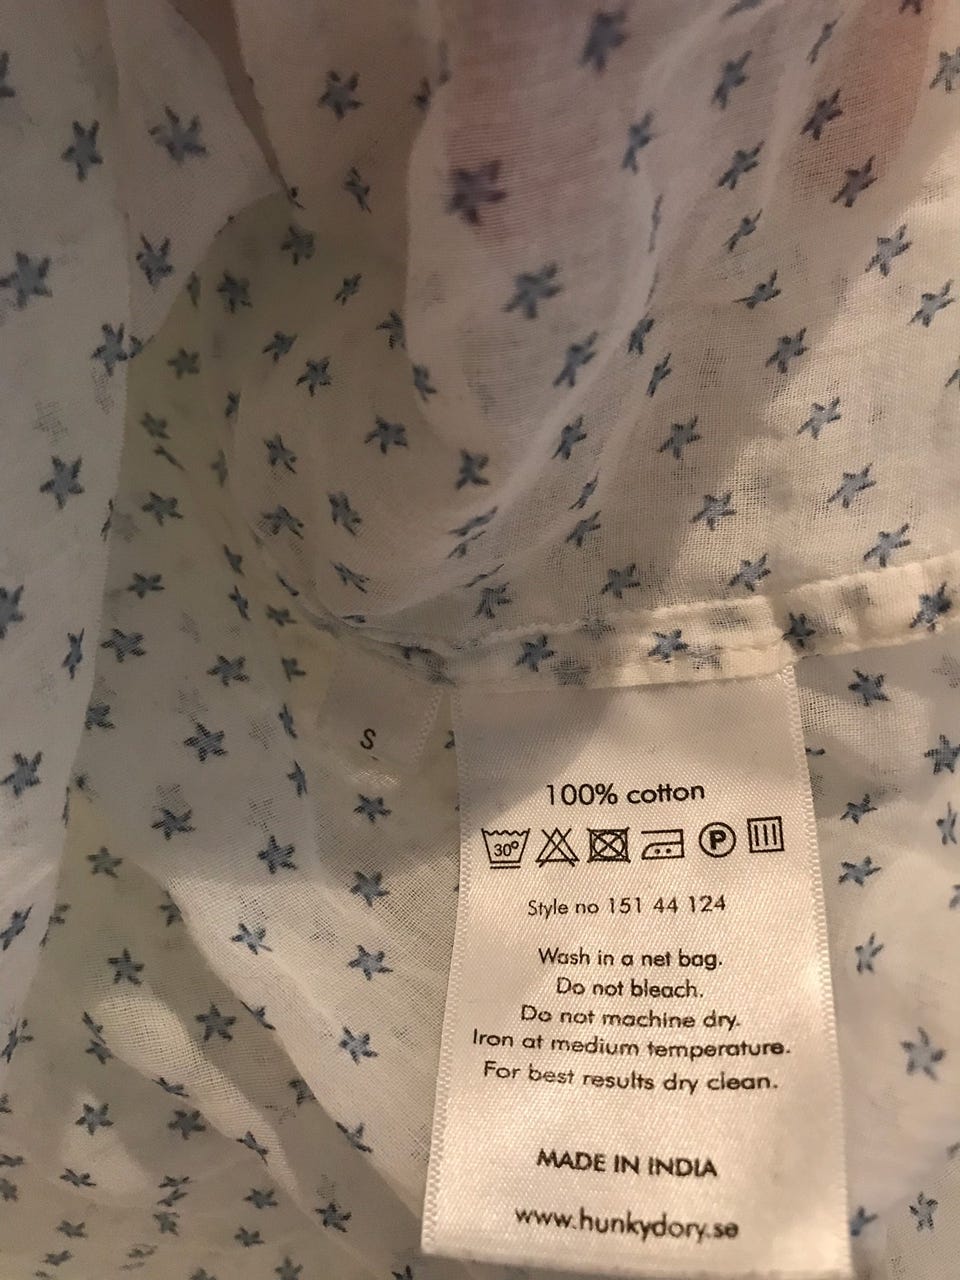 S
100% cotton
30°
P
Style no 151 44 124
Wash in a net bag.
Do not bleach.
Do not machine dry.
Iron at medium temperature.
For best results dry clean.
MADE IN INDIA
www.hunkydory.se